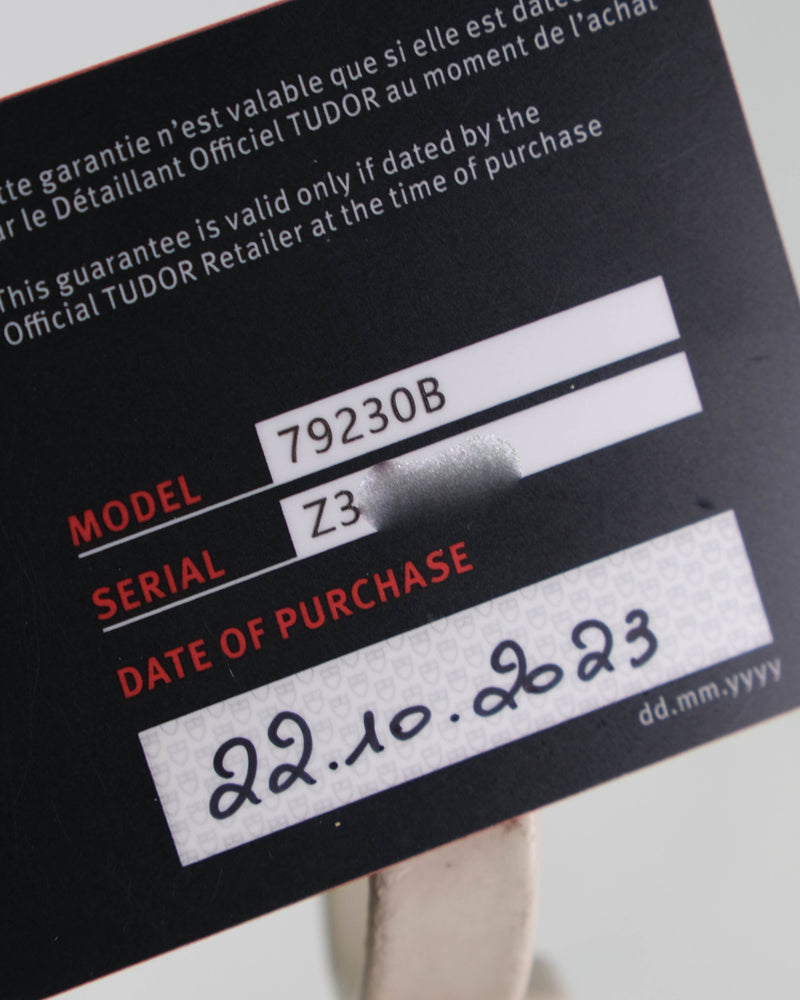 garantie n'est valable que si elle est
le Détaillant Officiel TUDOR au moment de l'achat
This guarantee is valid only if dated by the
Official TUDOR Retailer at the time of purchase
MODEL 79230B
SERIAL Z3
DATE OF PURCHASE
22.10.2023
dd.mm.yyyy